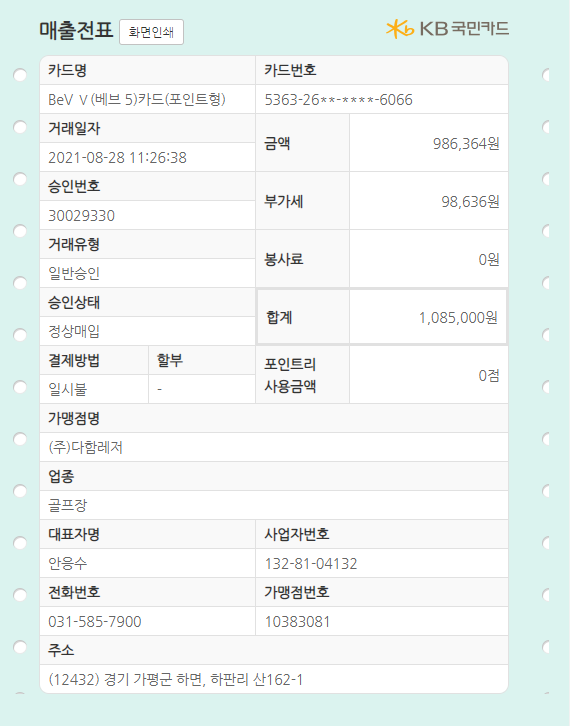 매출전표 화면인쇄 KB국민카드
카드명 카드번호
BeV Ⅴ(베브 5)카드(포인트형) 5363-26**-****-6066
거래일자
2021-08-28 11:26:38
금액 986,364원
승인번호
30029330
부가세 98,636원
거래유형
일반승인
봉사료 0원
승인상태
정상매입
합계 1,085,000원
결제방법 할부
일시불 -
포인트리
사용금액
0점
가맹점명
(주)다함레저
업종
골프장
대표자명 사업자번호
안응수 132-81-04132
전화번호 가맹점번호
031-585-7900 10383081
주소
(12432) 경기 가평군 하면, 하판리 산162-1